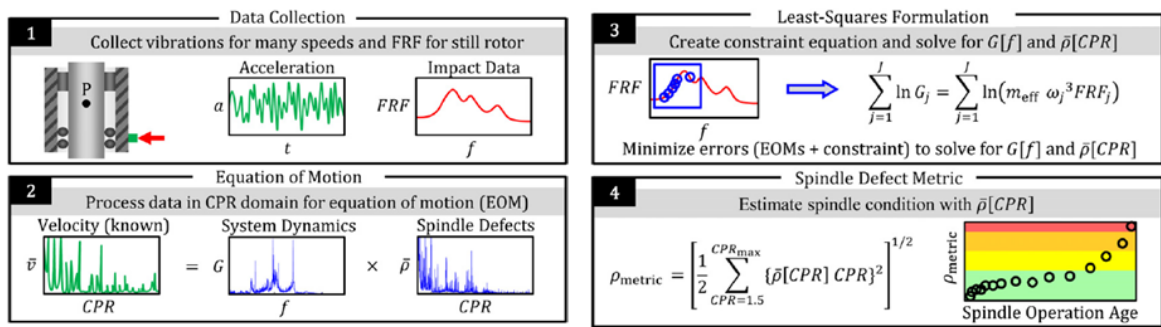 1
Data Collection
Collect vibrations for many speeds and FRF for still rotor
P
Acceleration
a
t
Impact Data
FRF
f
2
Equation of Motion
Process data in CPR domain for equation of motion (EOM)
Velocity (known) System Dynamics Spindle Defects
v̄ = G × ρ̄
CPR f CPR
3
Least-Squares Formulation
Create constraint equation and solve for G[f] and ρ̄[CPR]
FRF
f
∑_{j=1}^{J} ln G_j = ∑_{j=1}^{J} ln(m_eff ω_j³FRF_j)
Minimize errors (EOMs + constraint) to solve for G[f] and ρ̄[CPR]
4
Spindle Defect Metric
Estimate spindle condition with ρ̄[CPR]
ρ_metric = [1/2 ∑_{CPR=1.5}^{CPR_max} {ρ̄[CPR] CPR}²]^{1/2}
ρ_metric
Spindle Operation Age